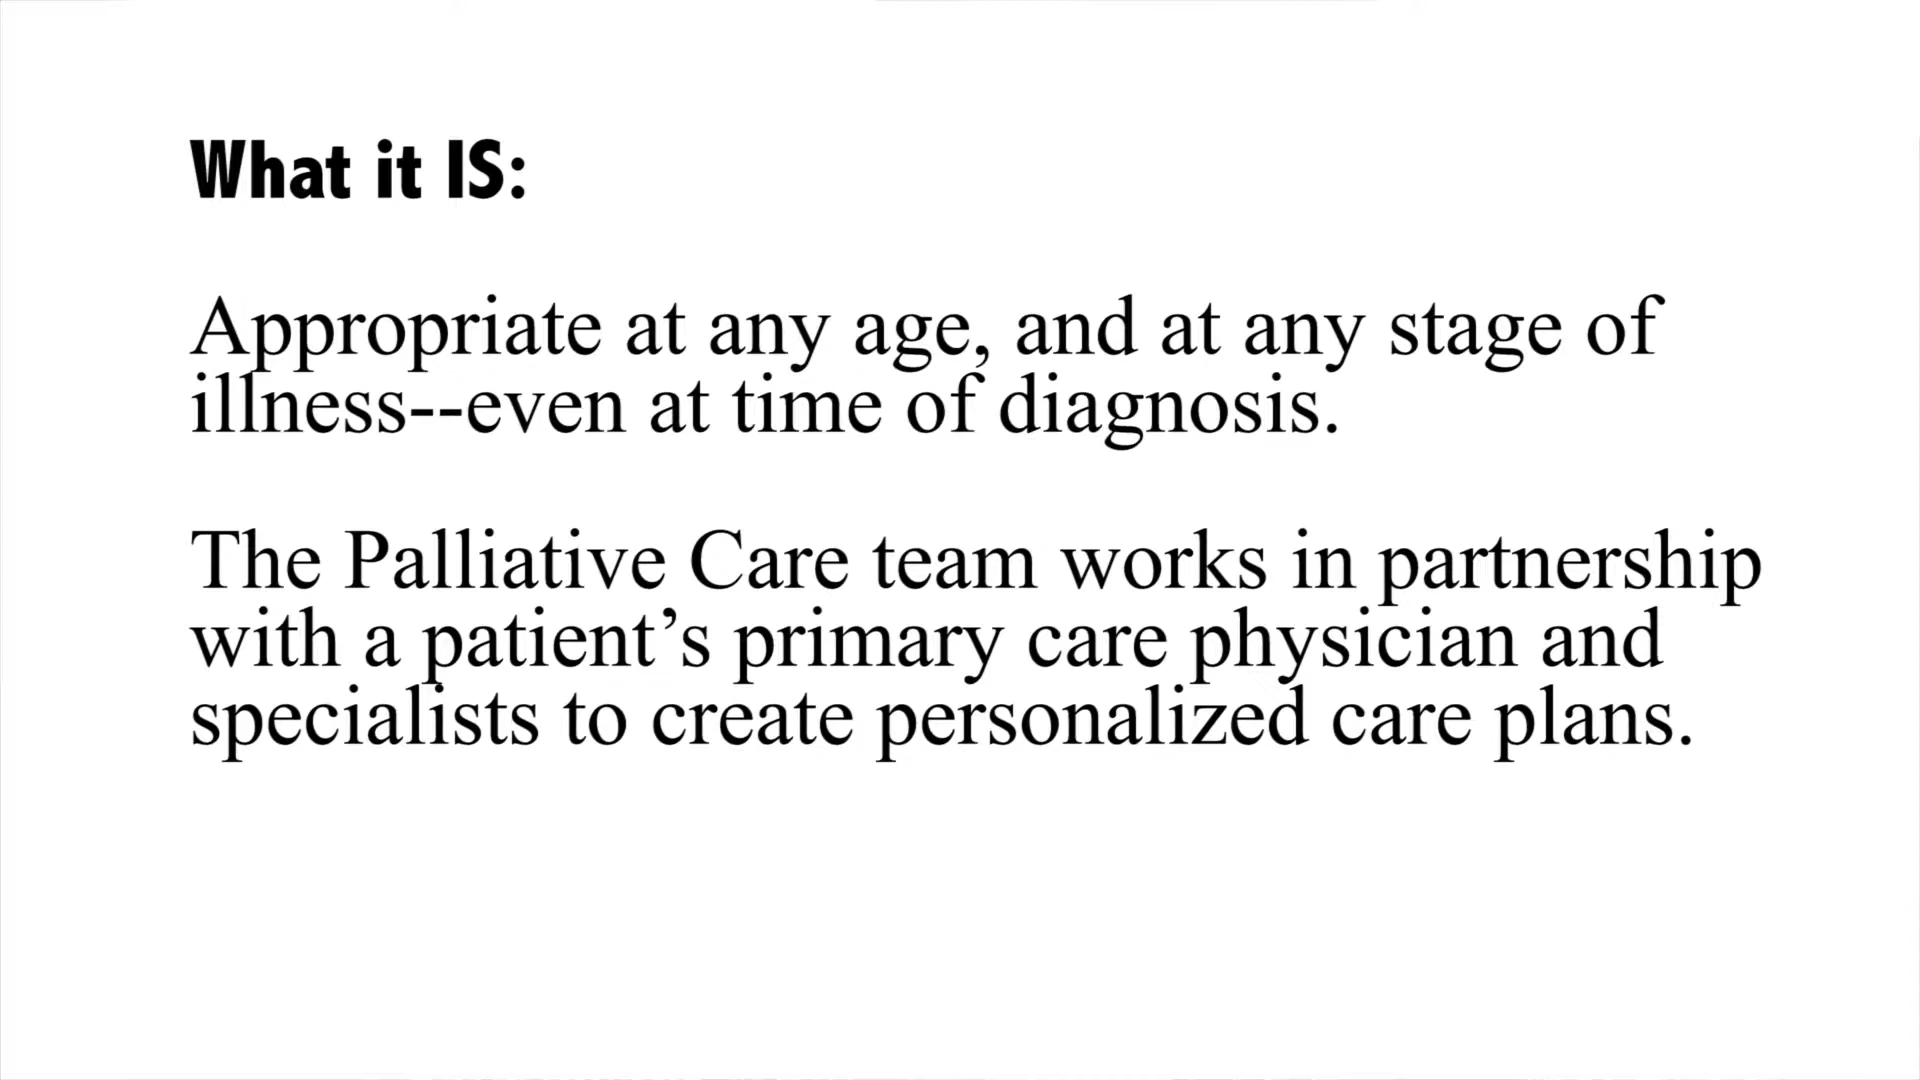 What it IS:
Appropriate at any age, and at any stage of
illness--even at time of diagnosis.
The Palliative Care team works in partnership
with a patient’s primary care physician and
specialists to create personalized care plans.